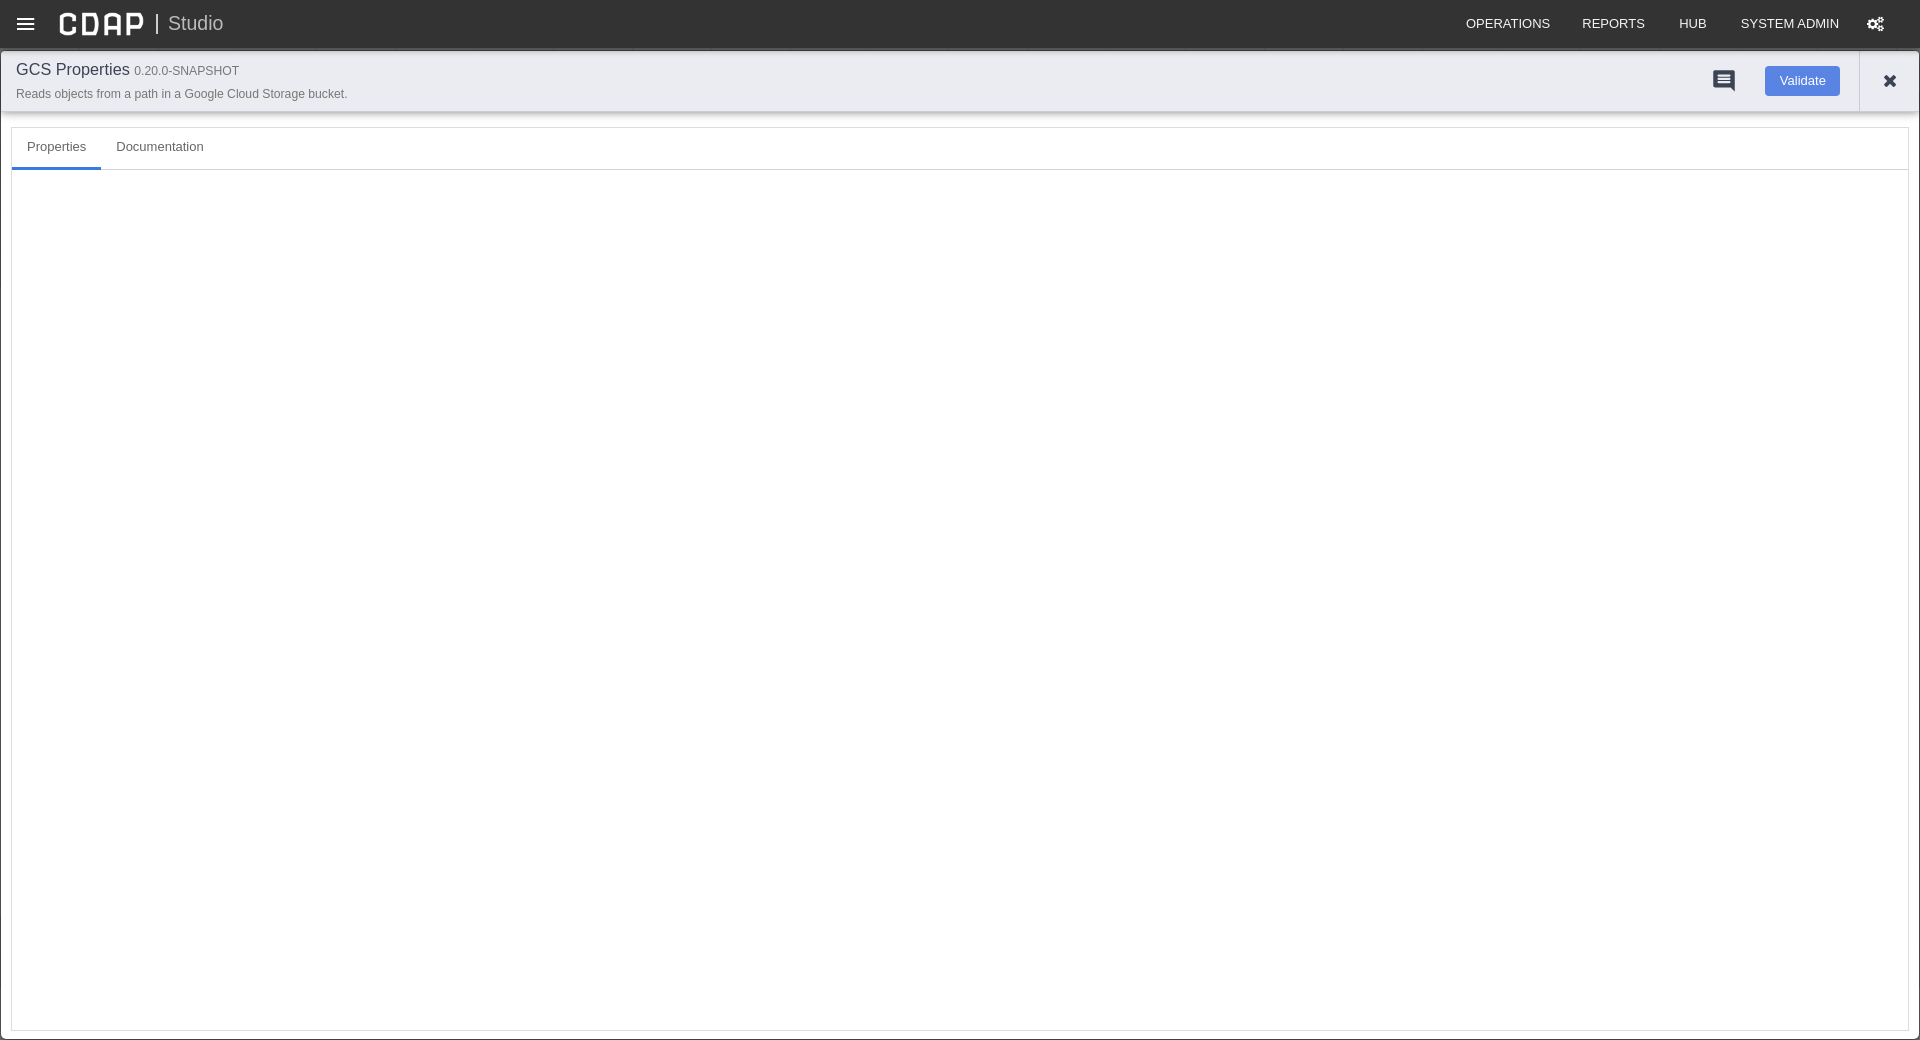 CDAP | Studio
OPERATIONS REPORTS HUB SYSTEM ADMIN
GCS Properties 0.20.0-SNAPSHOT
Reads objects from a path in a Google Cloud Storage bucket.
Validate
Properties Documentation